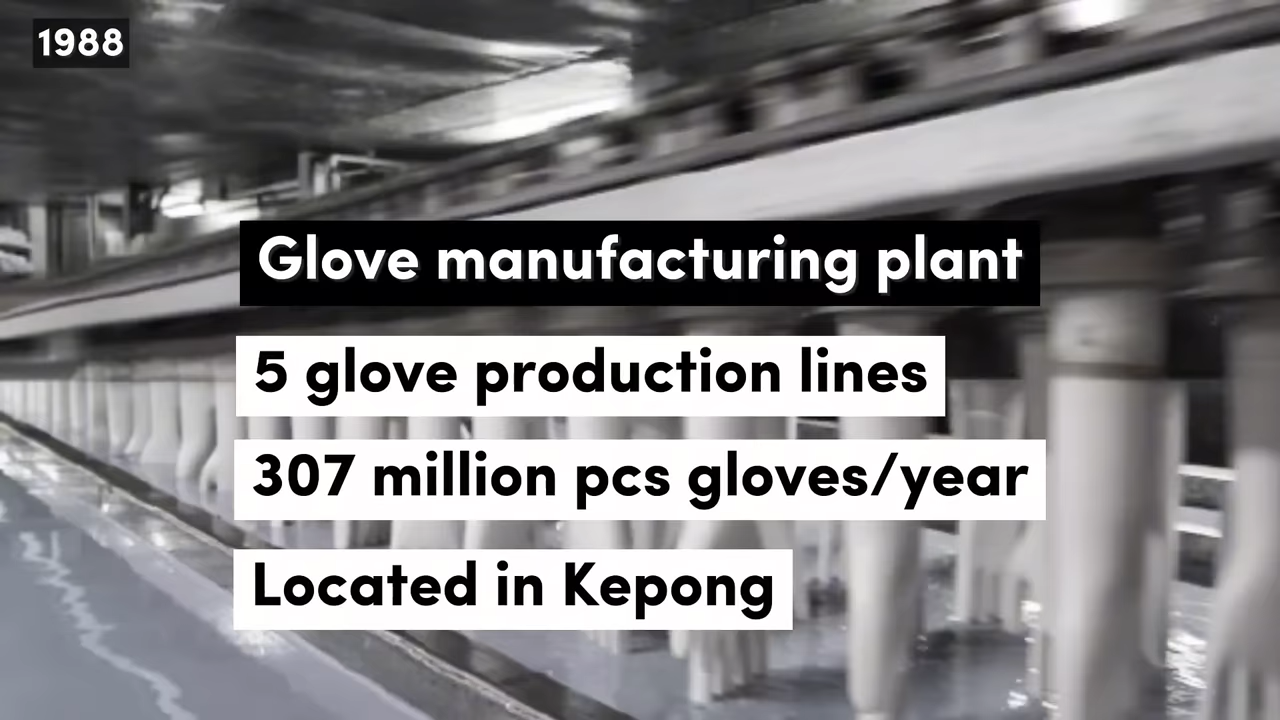 1988
Glove manufacturing plant
5 glove production lines
307 million pcs gloves/year
Located in Kepong